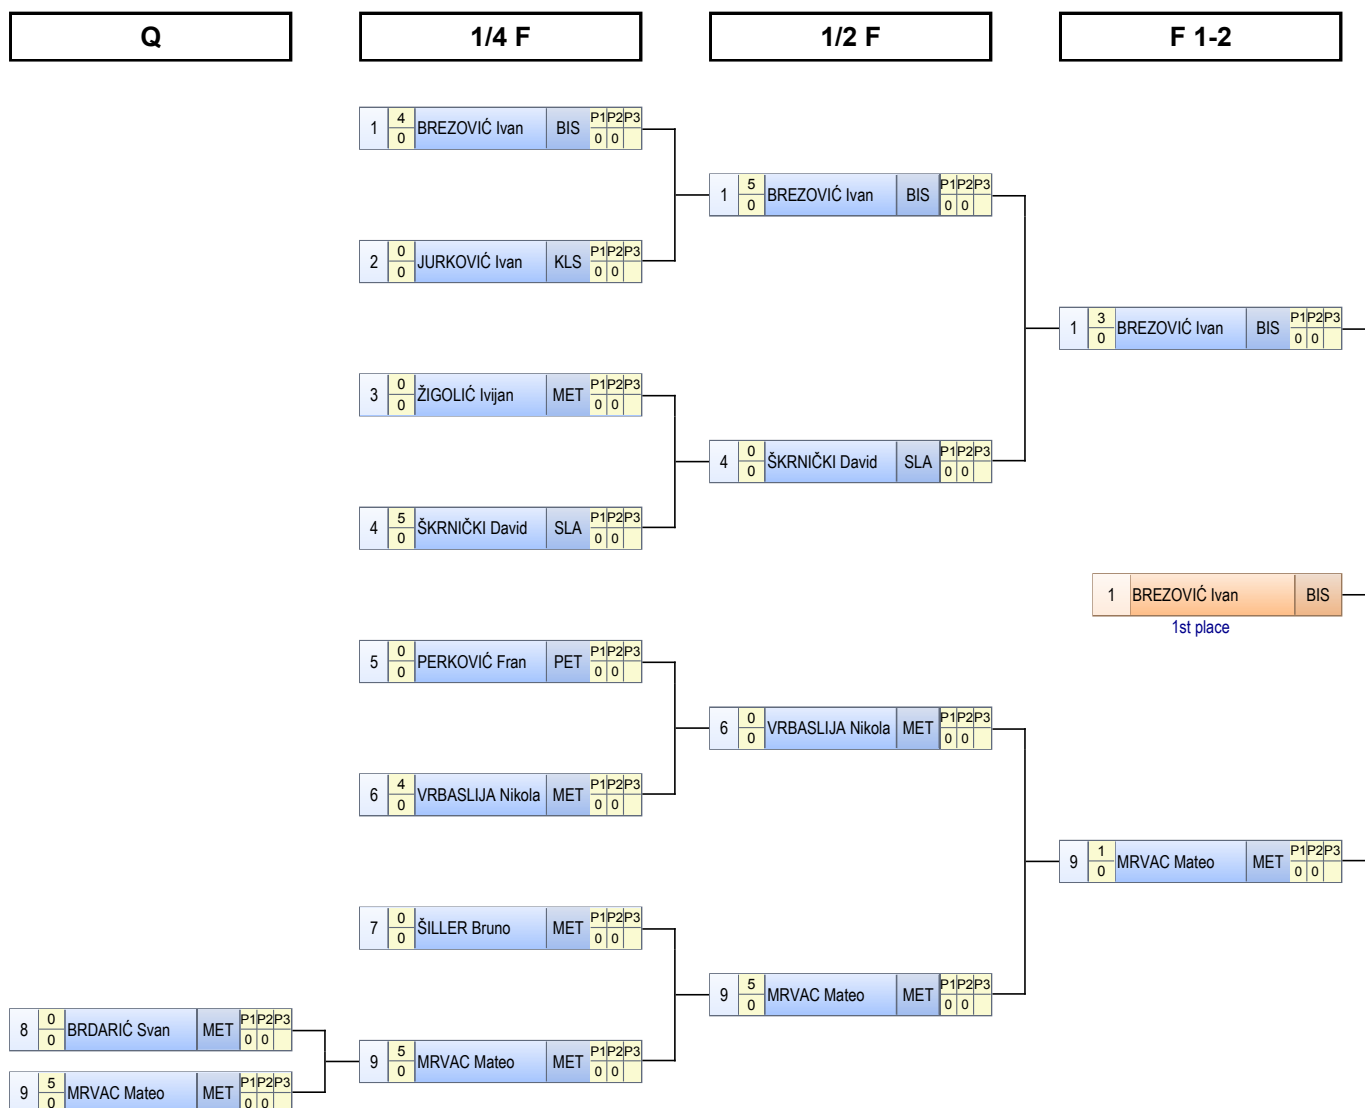 Q 1/4 F 1/2 F F 1-2
1 4 0 BREZOVIĆ Ivan BIS P1 P2 P3 0 0
1 5 0 BREZOVIĆ Ivan BIS P1 P2 P3 0 0
2 0 0 JURKOVIĆ Ivan KLS P1 P2 P3 0 0
1 3 0 BREZOVIĆ Ivan BIS P1 P2 P3 0 0
3 0 0 ŽIGOLIĆ Ivijan MET P1 P2 P3 0 0
4 0 0 ŠKRNIČKI David SLA P1 P2 P3 0 0
4 5 0 ŠKRNIČKI David SLA P1 P2 P3 0 0
1 BREZOVIĆ Ivan BIS
1st place
5 0 0 PERKOVIĆ Fran PET P1 P2 P3 0 0
6 0 0 VRBASLIJA Nikola MET P1 P2 P3 0 0
6 4 0 VRBASLIJA Nikola MET P1 P2 P3 0 0
9 1 0 MRVAC Mateo MET P1 P2 P3 0 0
7 0 0 ŠILLER Bruno MET P1 P2 P3 0 0
9 5 0 MRVAC Mateo MET P1 P2 P3 0 0
8 0 0 BRDARIĆ Svan MET P1 P2 P3 0 0
9 5 0 MRVAC Mateo MET P1 P2 P3 0 0
9 5 0 MRVAC Mateo MET P1 P2 P3 0 0